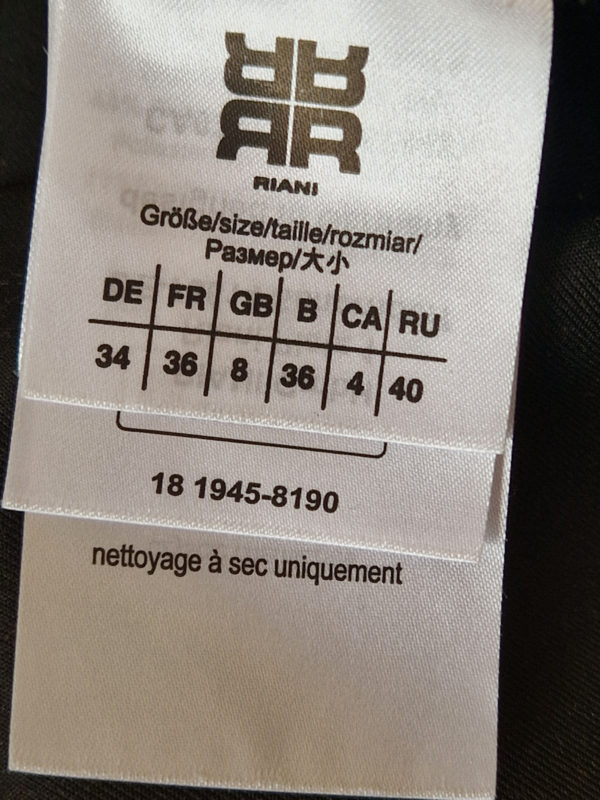 RIANI
Größe/size/taille/rozmiar/
Размер/大小
DE FR GB B CA RU
34 36 8 36 4 40
18 1945-8190
nettoyage à sec uniquement